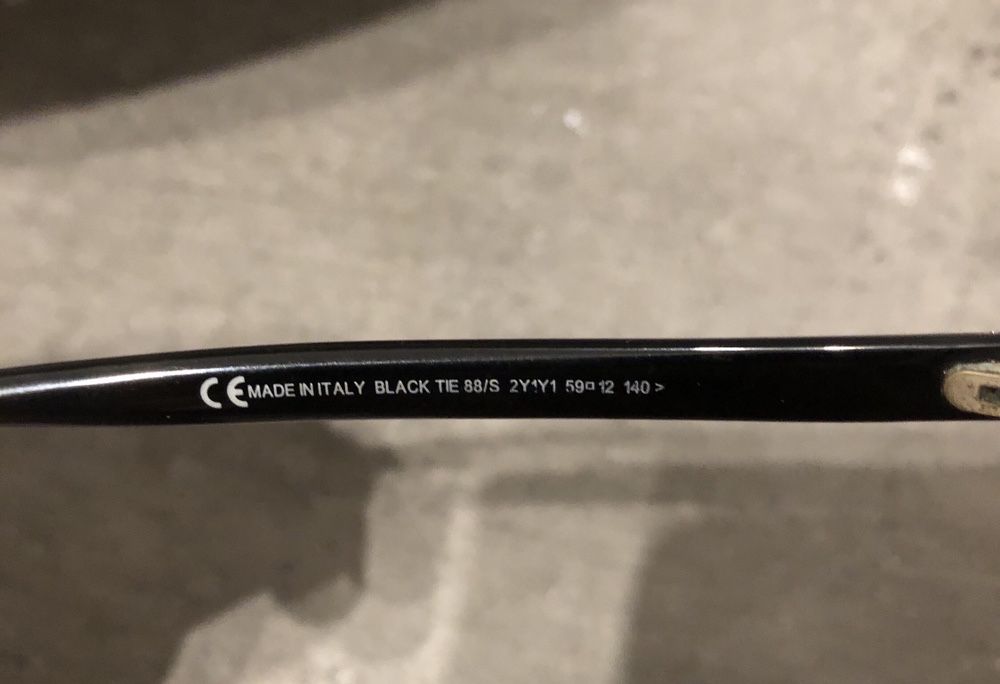 CE MADE IN ITALY BLACK TIE 88/S 2Y1Y1 59□12 140 >